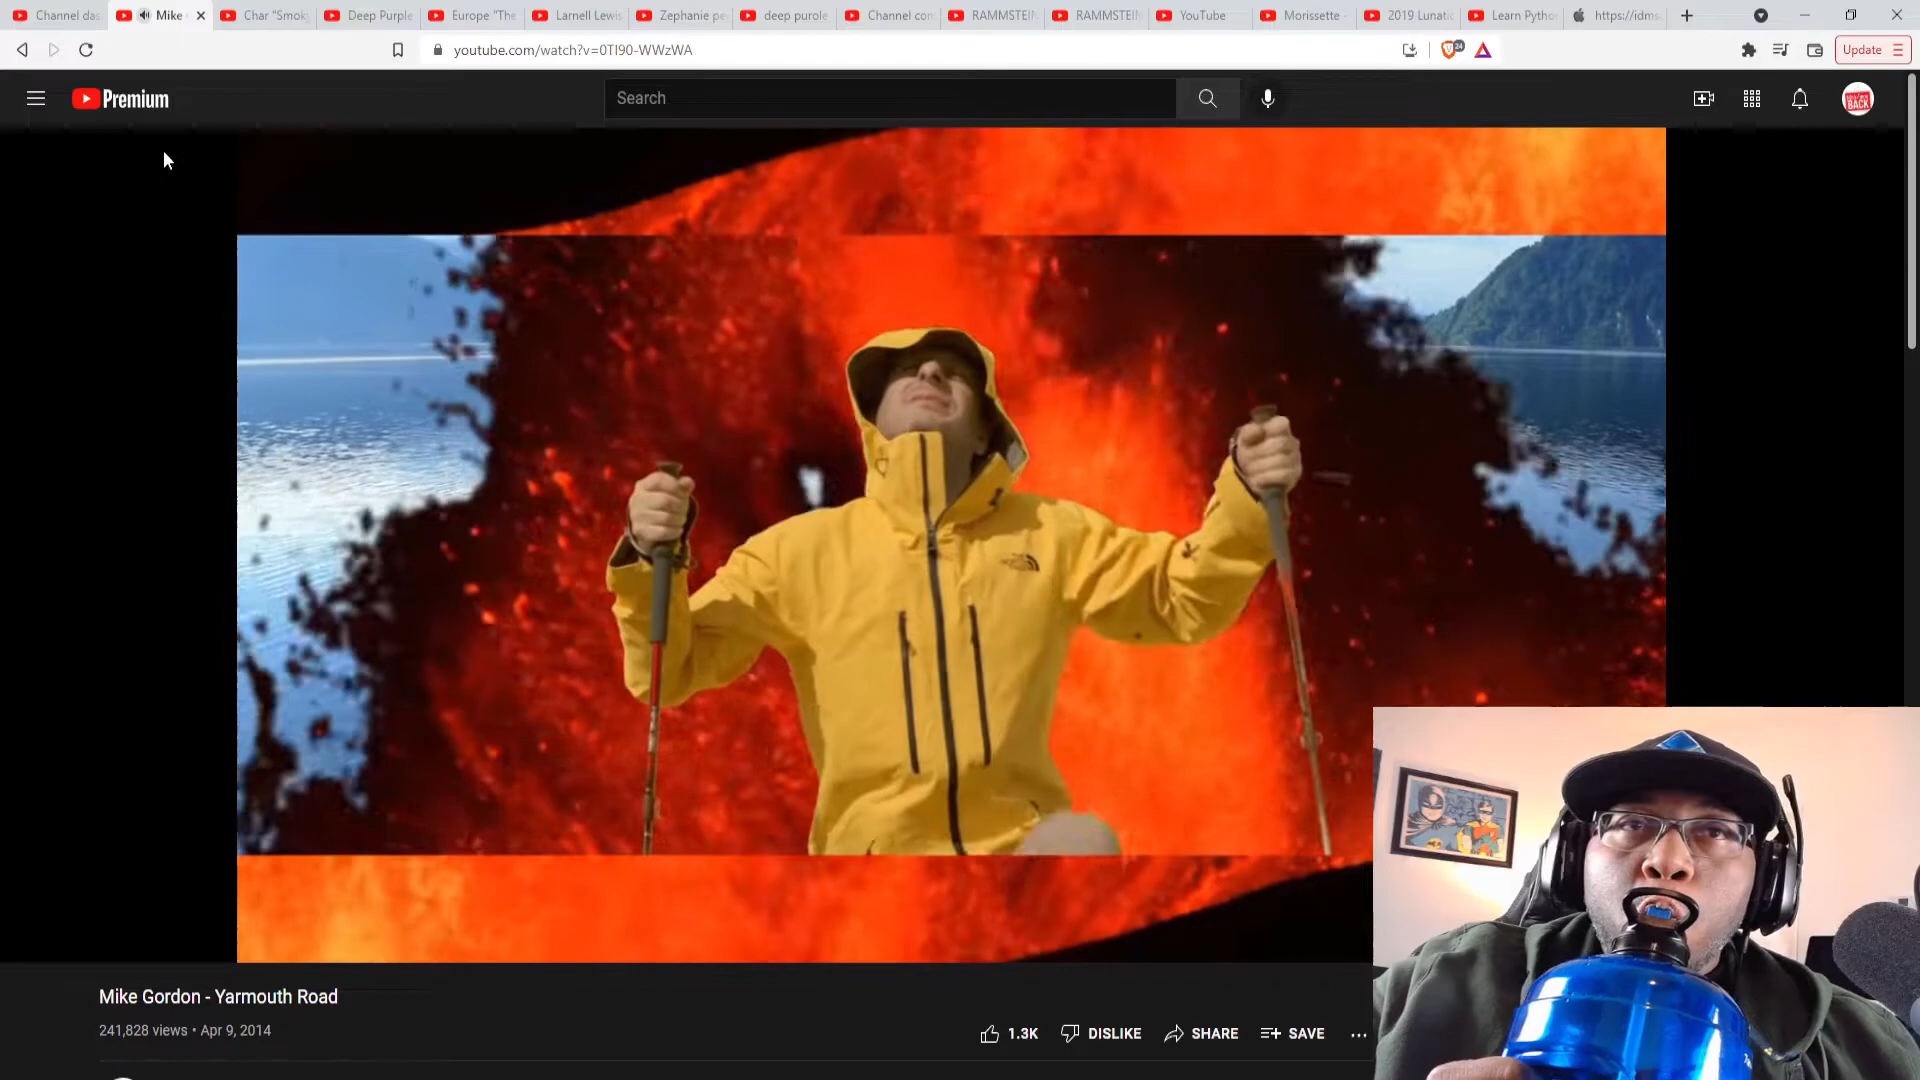 Channel das
Mike
Char "Smoky
Deep Purple
Europe "The
Larnell Lewis
Zephanie pe
deep purole
Channel con
RAMMSTEIN
RAMMSTEIN
YouTube
Morissette -
2019 Lunatic
Learn Pytho
https://idms
youtube.com/watch?v=0TI90-WWzWA
24
Update
Premium
Search
Mike Gordon - Yarmouth Road
241,828 views • Apr 9, 2014
1.3K
DISLIKE
SHARE
SAVE